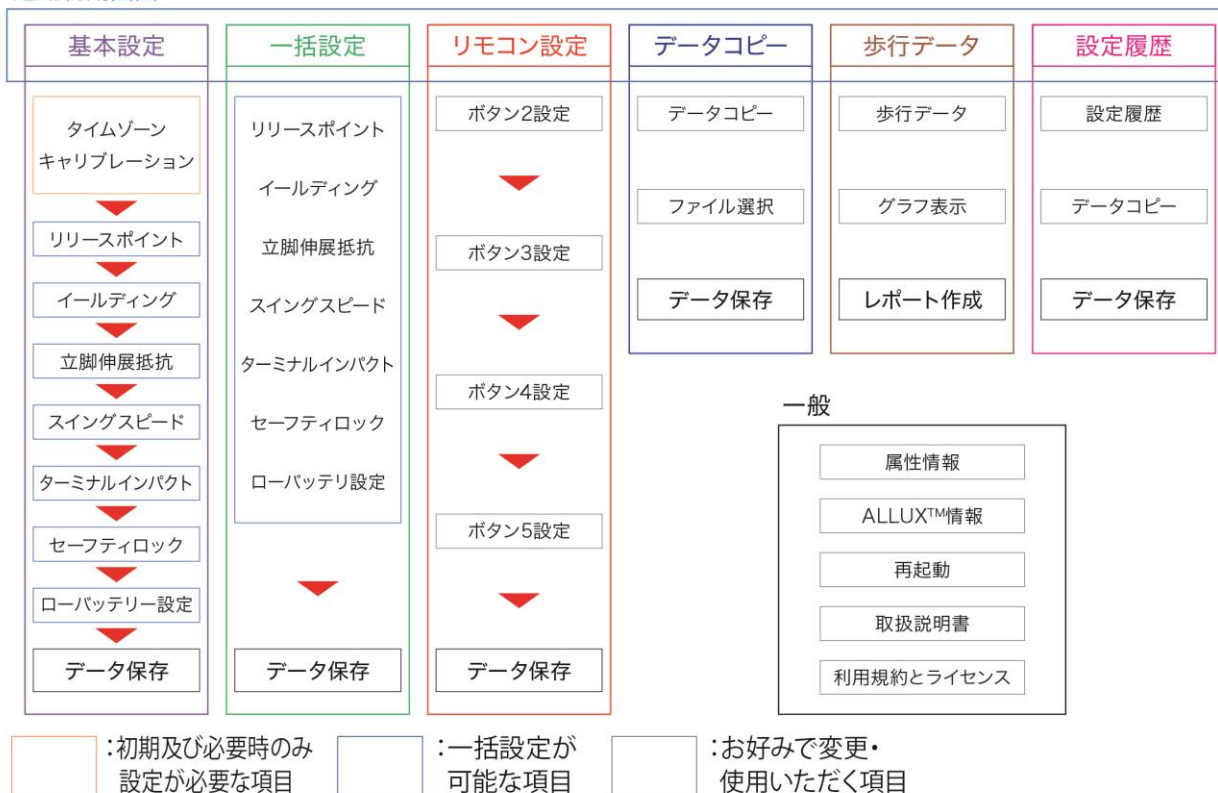 基本設定
タイムゾーン
キャリブレーション
リリースポイント
イールディング
立脚伸展抵抗
スイングスピード
ターミナルインパクト
セーフティロック
ローバッテリー設定
データ保存
一括設定
リリースポイント
イールディング
立脚伸展抵抗
スイングスピード
ターミナルインパクト
セーフティロック
ローバッテリ設定
データ保存
リモコン設定
ボタン2設定
ボタン3設定
ボタン4設定
ボタン5設定
データ保存
データコピー
データコピー
ファイル選択
データ保存
歩行データ
歩行データ
グラフ表示
レポート作成
設定履歴
設定履歴
データコピー
データ保存
一般
属性情報
ALLUX™情報
再起動
取扱説明書
利用規約とライセンス
:初期及び必要時のみ
設定が必要な項目
:一括設定が
可能な項目
:お好みで変更・
使用いただく項目